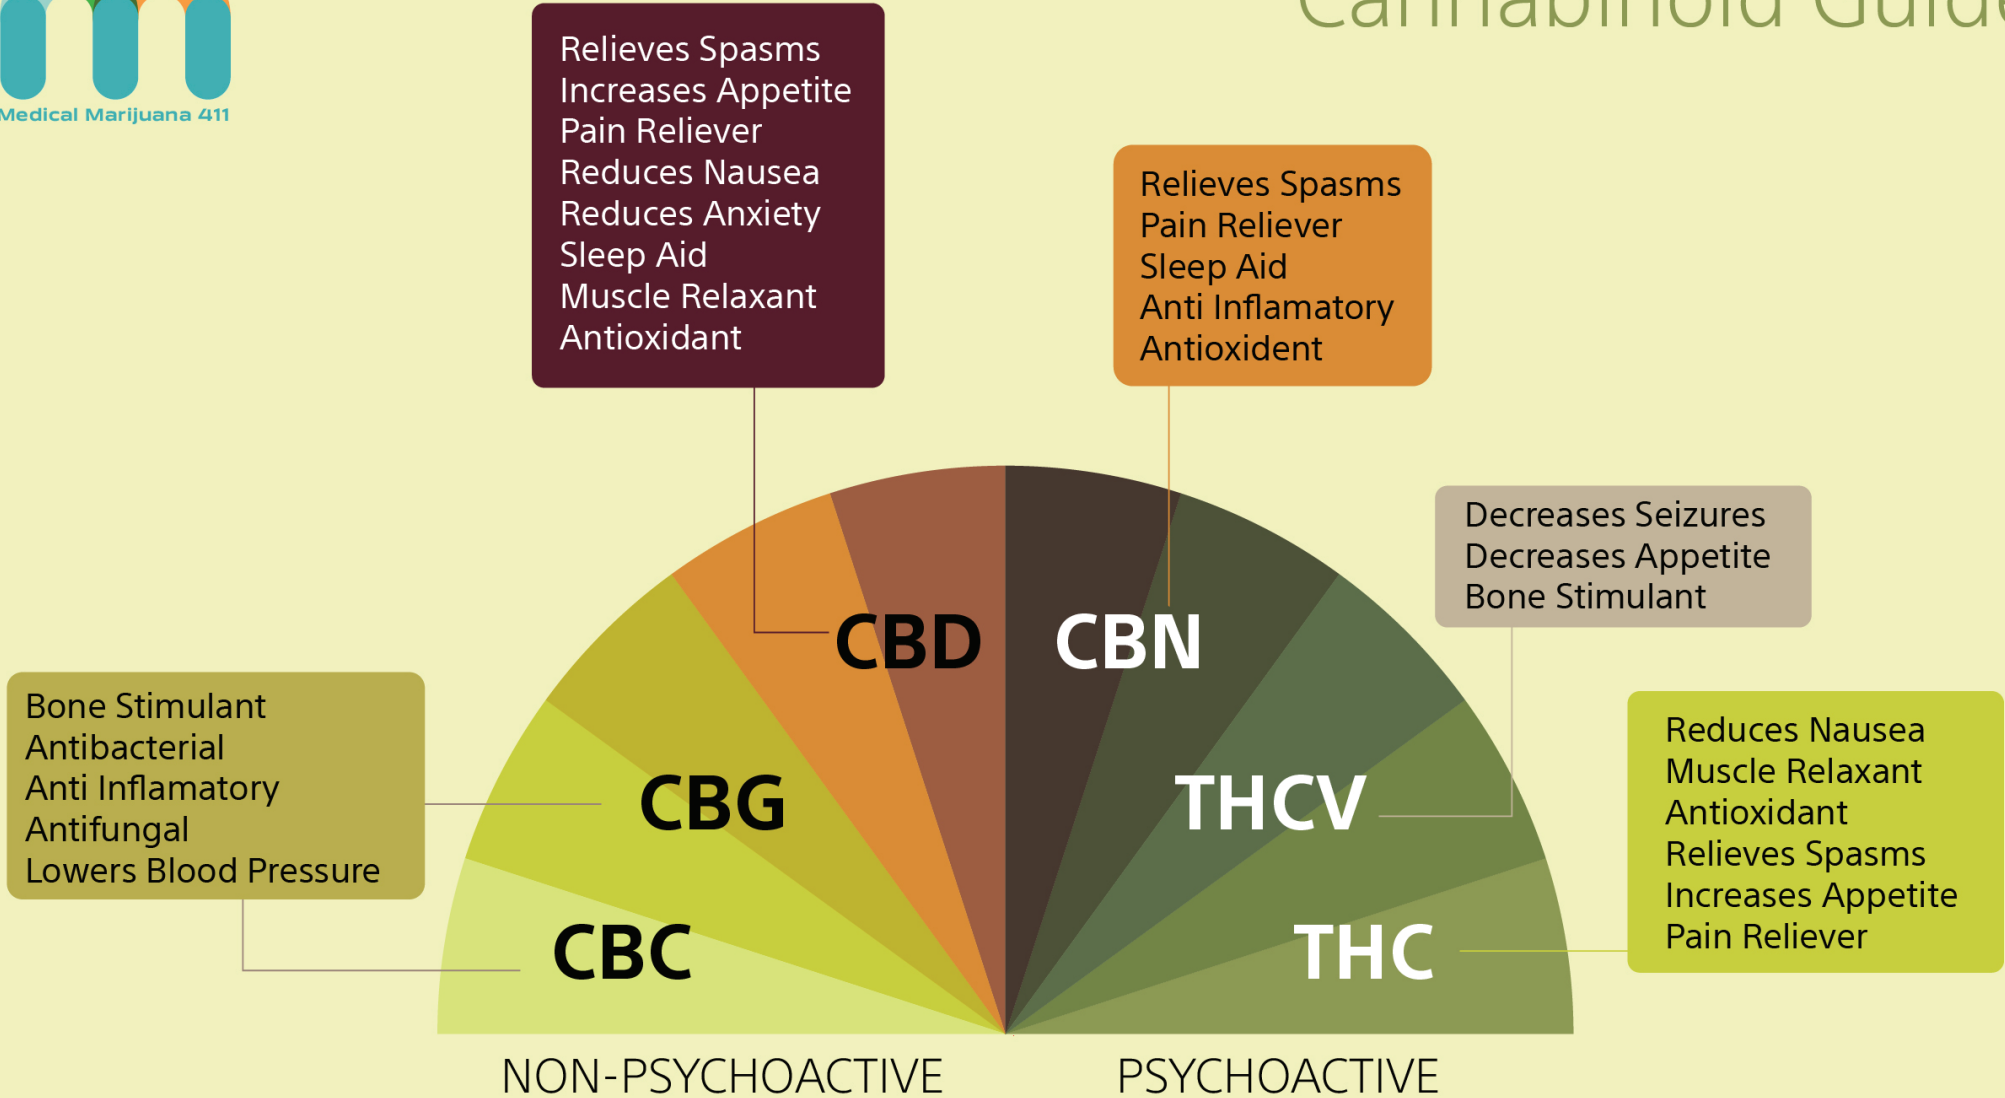 Cannabinoid Guide
Medical Marijuana 411
Relieves Spasms
Increases Appetite
Pain Reliever
Reduces Nausea
Reduces Anxiety
Sleep Aid
Muscle Relaxant
Antioxidant
Relieves Spasms
Pain Reliever
Sleep Aid
Anti Inflamatory
Antioxident
Decreases Seizures
Decreases Appetite
Bone Stimulant
Bone Stimulant
Antibacterial
Anti Inflamatory
Antifungal
Lowers Blood Pressure
Reduces Nausea
Muscle Relaxant
Antioxidant
Relieves Spasms
Increases Appetite
Pain Reliever
CBD
CBN
CBG
THCV
CBC
THC
NON-PSYCHOACTIVE
PSYCHOACTIVE